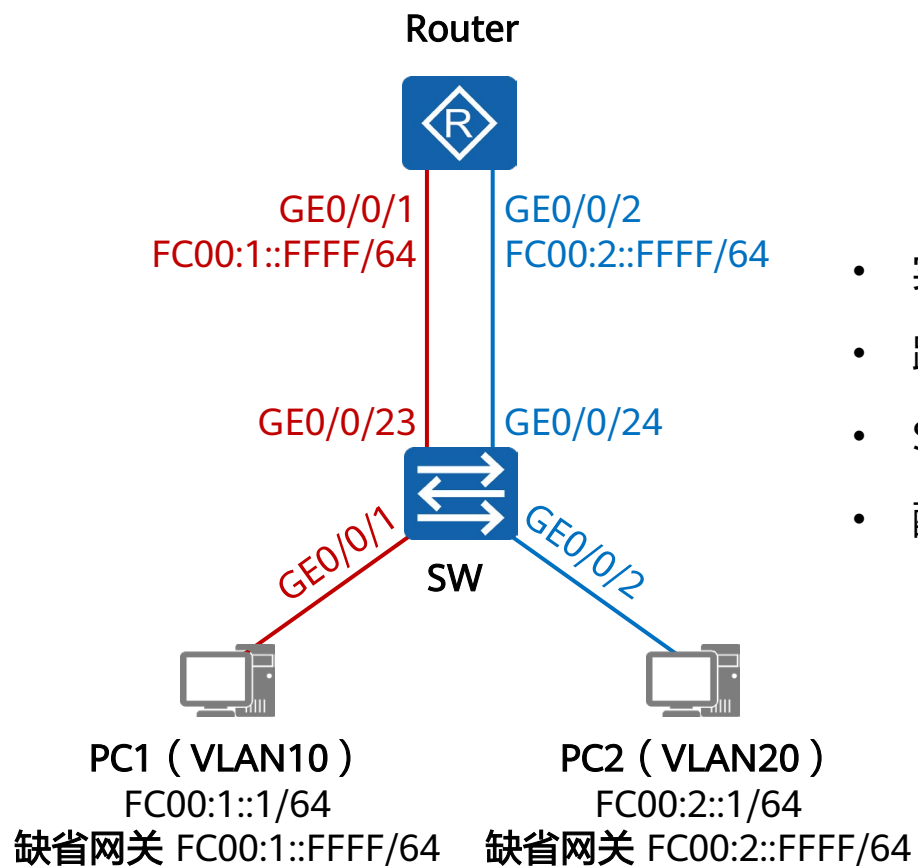 Router
R
GE0/0/1
GE0/0/2
FC00:1::FFFF/64
FC00:2::FFFF/64
GE0/0/23
GE0/0/24
GE0/0/1
GE0/0/2
SW
PC1（VLAN10）
PC2（VLAN20）
FC00:1::1/64
FC00:2::1/64
缺省网关 FC00:1::FFFF/64
缺省网关 FC00:2::FFFF/64